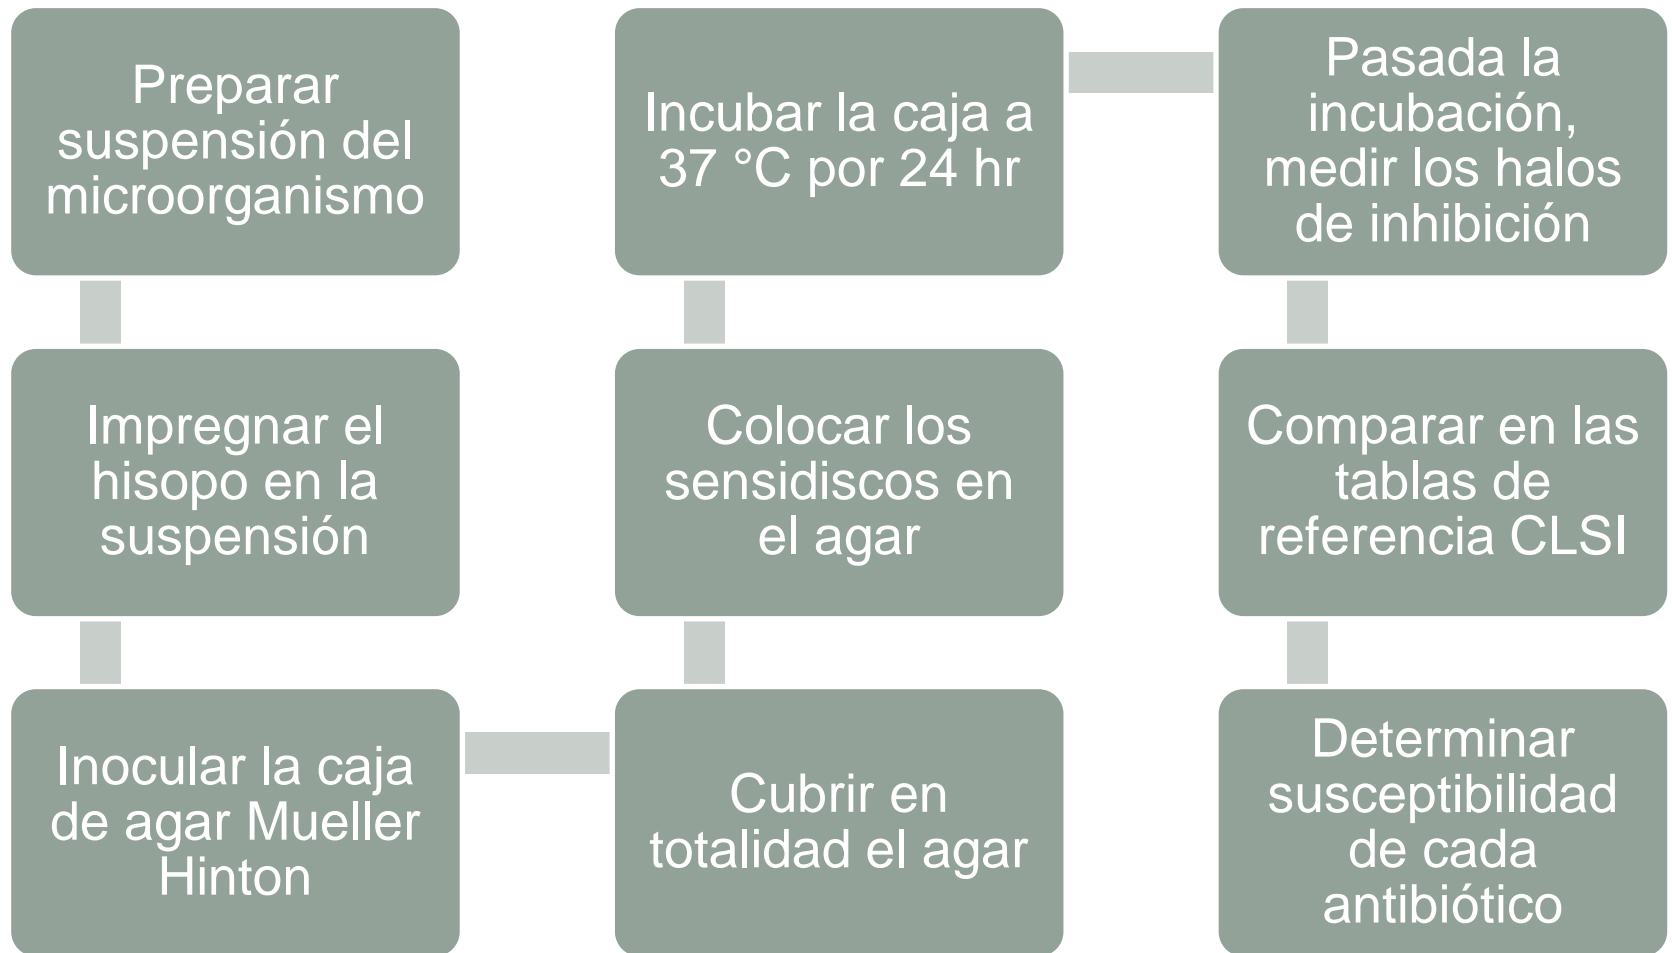 Preparar
suspensión del
microorganismo
Impregnar el
hisopo en la
suspensión
Inocular la caja
de agar Mueller
Hinton
Cubrir en
totalidad el agar
Colocar los
sensidiscos en
el agar
Incubar la caja a
37 °C por 24 hr
Pasada la
incubación,
medir los halos
de inhibición
Comparar en las
tablas de
referencia CLSI
Determinar
susceptibilidad
de cada
antibiótico